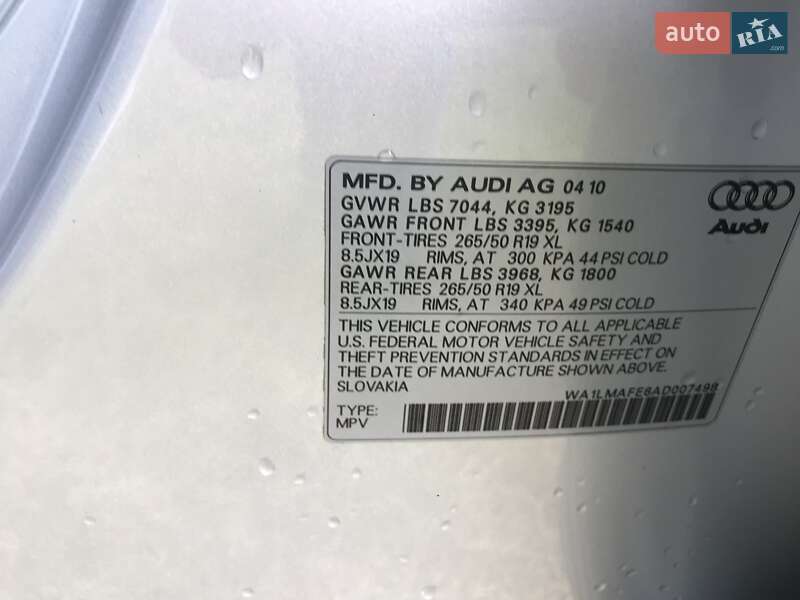 auto RIA.com
MFD. BY AUDI AG 04 10
GVWR LBS 7044, KG 3195
GAWR FRONT LBS 3395, KG 1540
FRONT-TIRES 265/50 R19 XL
8.5JX19 RIMS, AT 300 KPA 44 PSI COLD
GAWR REAR LBS 3968, KG 1800
REAR-TIRES 265/50 R19 XL
8.5JX19 RIMS, AT 340 KPA 49 PSI COLD
Audi
THIS VEHICLE CONFORMS TO ALL APPLICABLE
U.S. FEDERAL MOTOR VEHICLE SAFETY AND
THEFT PREVENTION STANDARDS IN EFFECT ON
THE DATE OF MANUFACTURE SHOWN ABOVE.
SLOVAKIA WA1LMAFE8AD007498
TYPE:
MPV